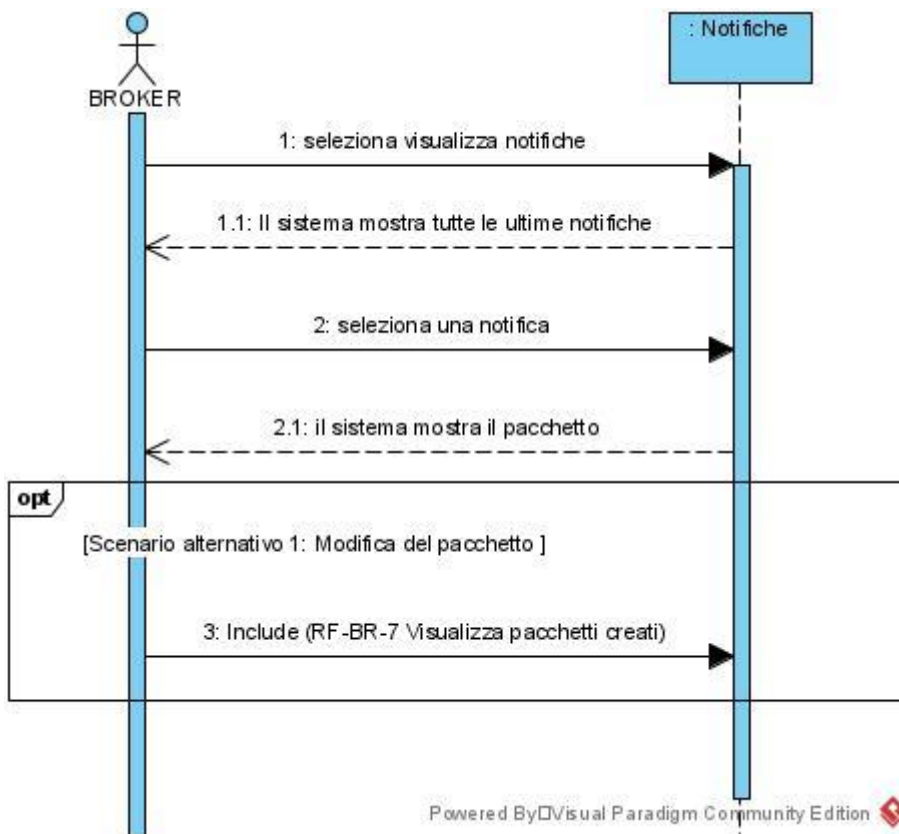 : Notifiche
BROKER
1: seleziona visualizza notifiche
1.1: Il sistema mostra tutte le ultime notifiche
2: seleziona una notifica
2.1: il sistema mostra il pacchetto
opt
[Scenario alternativo 1: Modifica del pacchetto ]
3: Include (RF-BR-7 Visualizza pacchetti creati)
Powered By□Visual Paradigm Community Edition